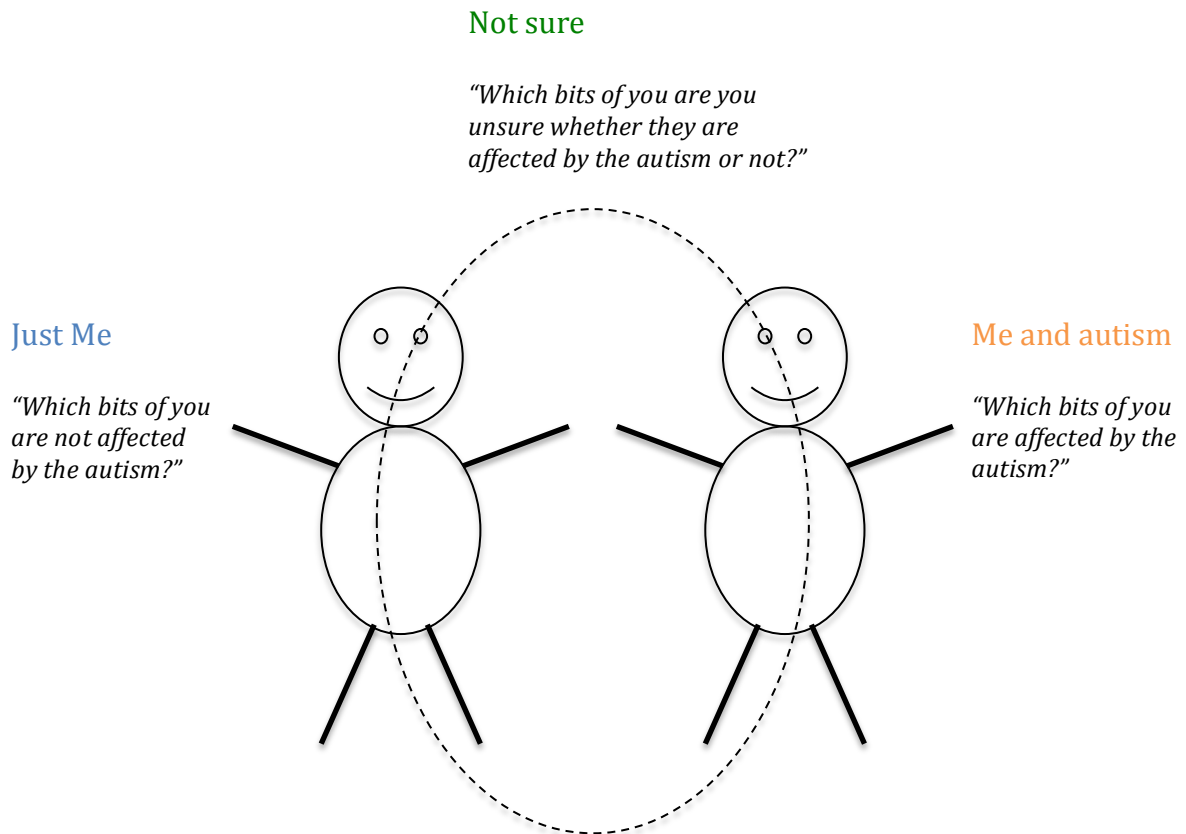 Not sure
“Which bits of you are you
unsure whether they are
affected by the autism or not?”
Just Me
“Which bits of you
are not affected
by the autism?”
Me and autism
“Which bits of you
are affected by the
autism?”